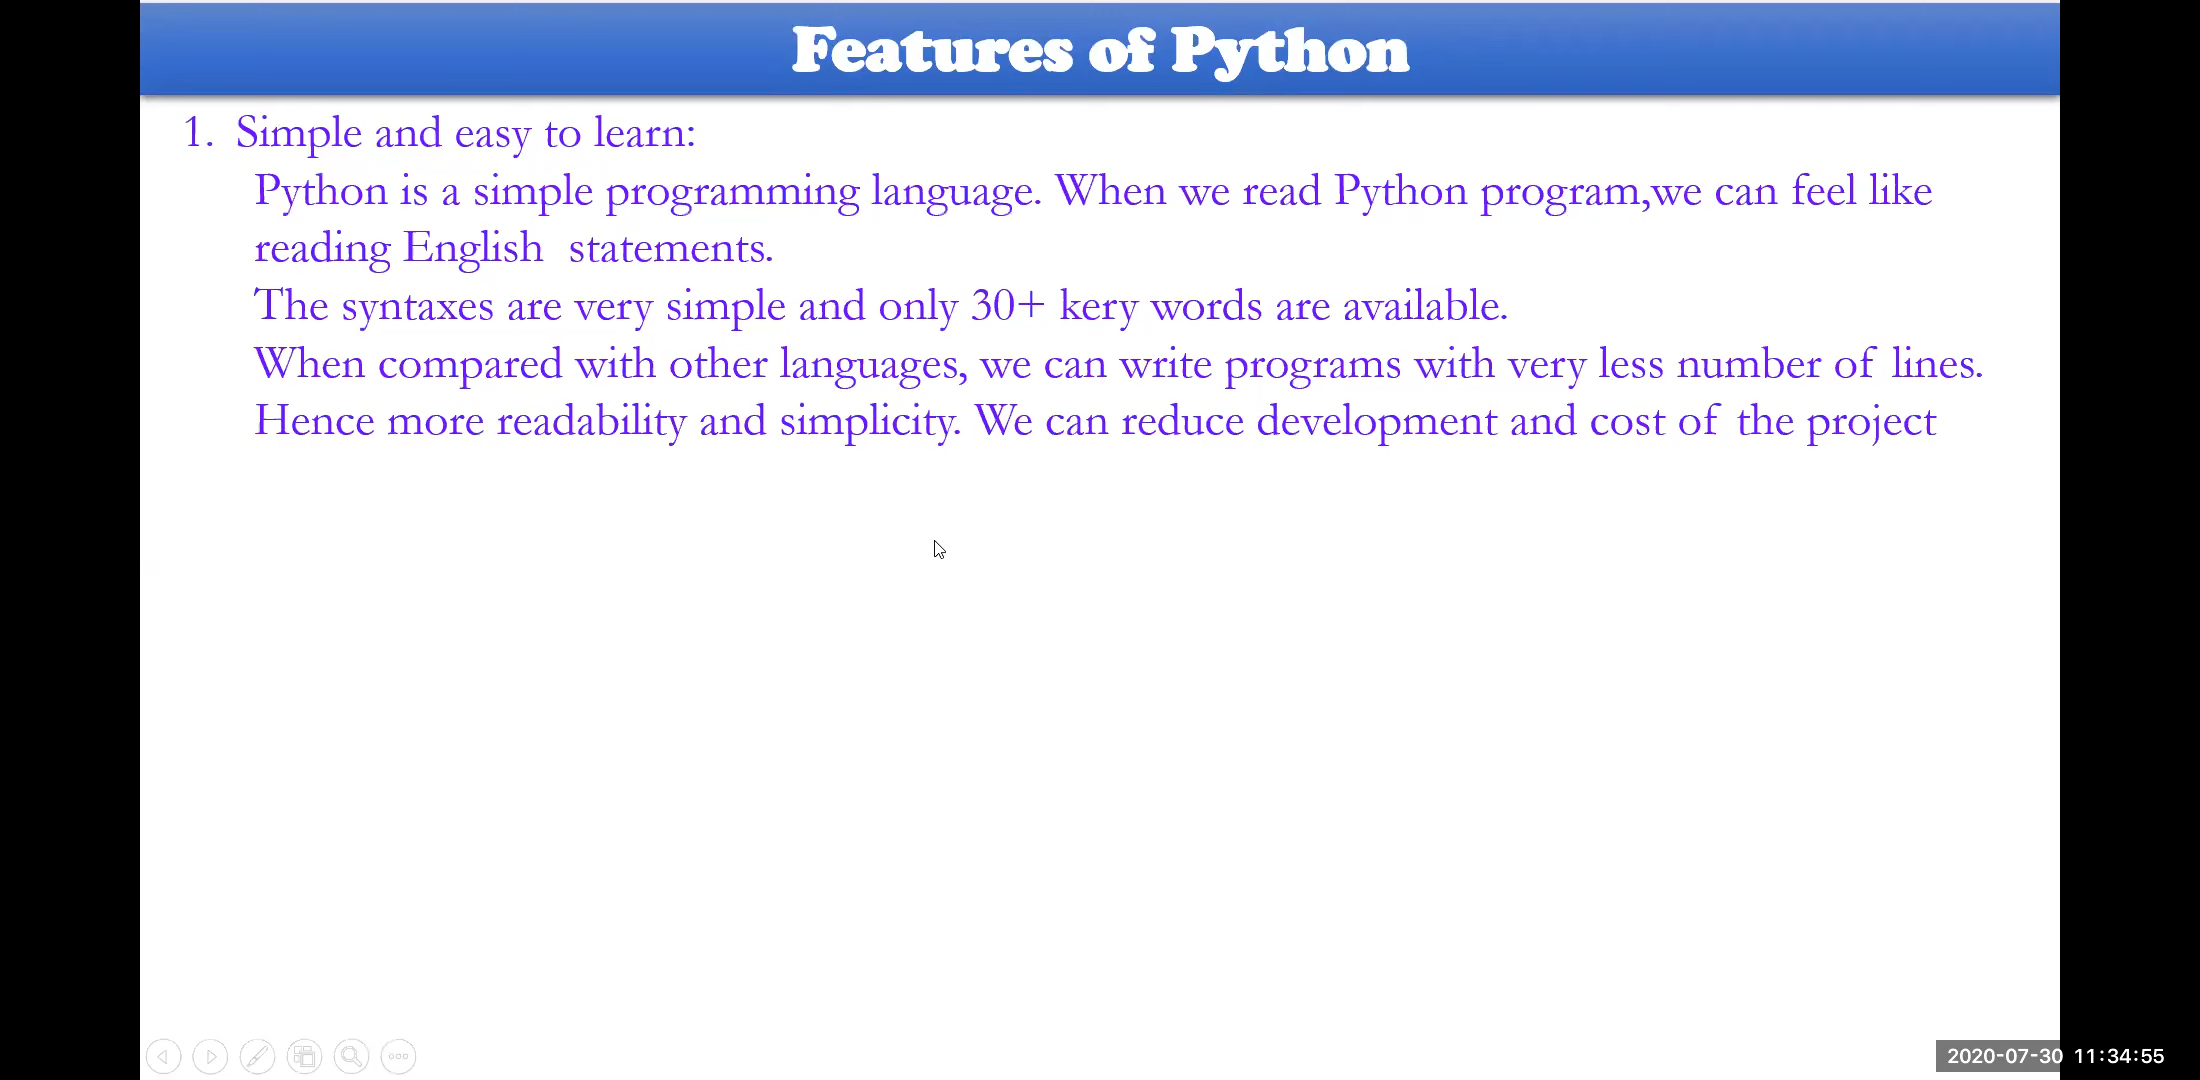 Features of Python
1. Simple and easy to learn:
Python is a simple programming language. When we read Python program,we can feel like
reading English statements.
The syntaxes are very simple and only 30+ kery words are available.
When compared with other languages, we can write programs with very less number of lines.
Hence more readability and simplicity. We can reduce development and cost of the project
2020-07-30 11:34:55